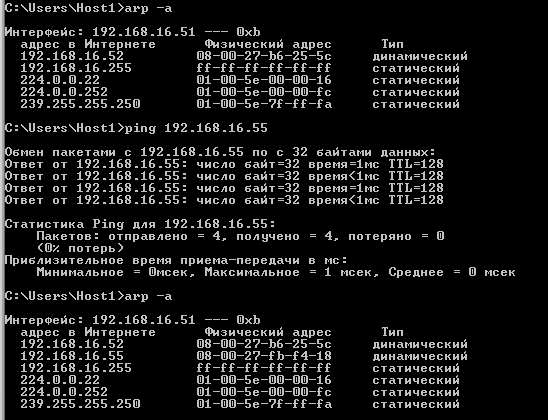 C:\Users\Host1>arp -a
Интерфейс: 192.168.16.51 --- 0xb
адрес в Интернете Физический адрес Тип
192.168.16.52 08-00-27-b6-25-5c динамический
192.168.16.255 ff-ff-ff-ff-ff-ff статический
224.0.0.22 01-00-5e-00-00-16 статический
224.0.0.252 01-00-5e-00-00-fc статический
239.255.255.250 01-00-5e-7f-ff-fa статический
C:\Users\Host1>ping 192.168.16.55
Обмен пакетами с 192.168.16.55 по с 32 байтами данных:
Ответ от 192.168.16.55: число байт=32 время=1мс TTL=128
Ответ от 192.168.16.55: число байт=32 время<1мс TTL=128
Ответ от 192.168.16.55: число байт=32 время=1мс TTL=128
Ответ от 192.168.16.55: число байт=32 время<1мс TTL=128
Статистика Ping для 192.168.16.55:
Пакетов: отправлено = 4, получено = 4, потеряно = 0
(0% потерь)
Приблизительное время приема-передачи в мс:
Минимальное = 0мсек, Максимальное = 1 мсек, Среднее = 0 мсек
C:\Users\Host1>arp -a
Интерфейс: 192.168.16.51 --- 0xb
адрес в Интернете Физический адрес Тип
192.168.16.52 08-00-27-b6-25-5c динамический
192.168.16.55 08-00-27-fb-f4-18 динамический
192.168.16.255 ff-ff-ff-ff-ff-ff статический
224.0.0.22 01-00-5e-00-00-16 статический
224.0.0.252 01-00-5e-00-00-fc статический
239.255.255.250 01-00-5e-7f-ff-fa статический